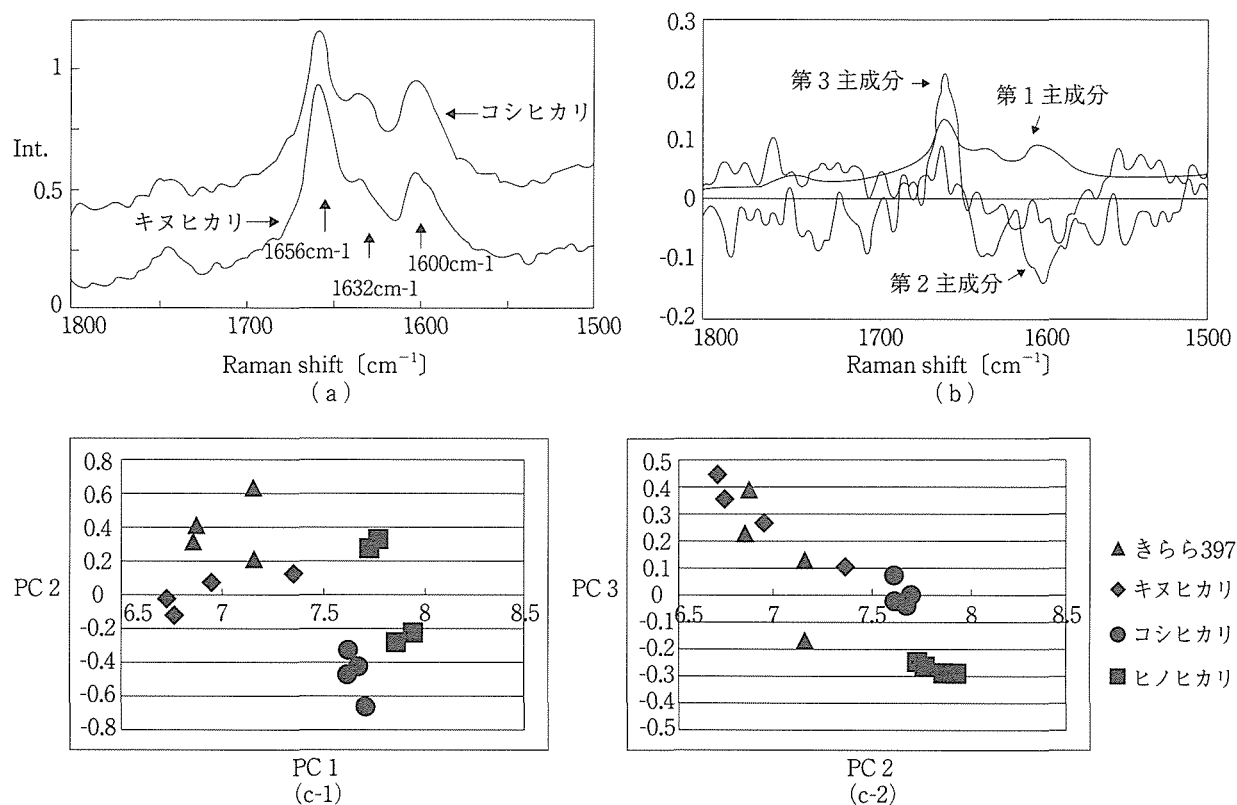 1
Int.
0.5
0
コシヒカリ
キヌヒカリ
1656cm-1
1632cm-1
1600cm-1
1800 1700 1600 1500
Raman shift〔cm⁻¹〕
(a)
0.3
0.2
0.1
0
-0.1
-0.2
第3主成分
第1主成分
第2主成分
1800 1700 1600 1500
Raman shift〔cm⁻¹〕
(b)
0.8
0.6
0.4
0.2
0
-0.2
-0.4
-0.6
-0.8
PC 2
6.5 7 7.5 8 8.5
PC 1
(c-1)
0.5
0.4
0.3
0.2
0.1
0
-0.1
-0.2
-0.3
-0.4
-0.5
PC 3
6.5 7 7.5 8 8.5
PC 2
(c-2)
きらら397
キヌヒカリ
コシヒカリ
ヒノヒカリ